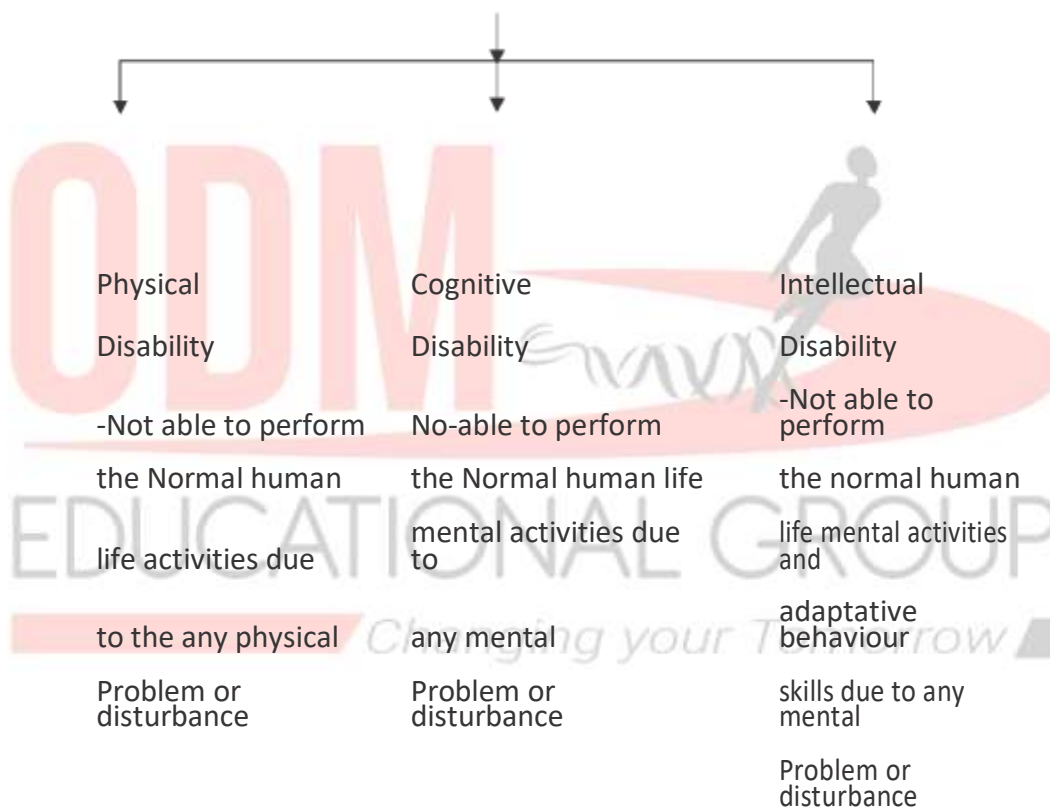 ODM
EDUCATIONAL GROUP
Changing your Tomorrow
Physical
Disability
-Not able to perform
the Normal human
life activities due
to the any physical
Problem or
disturbance
Cognitive
Disability
No-able to perform
the Normal human life
mental activities due
to
any mental
Problem or
disturbance
Intellectual
Disability
-Not able to
perform
the normal human
life mental activities
and
adaptative
behaviour
skills due to any
mental
Problem or
disturbance